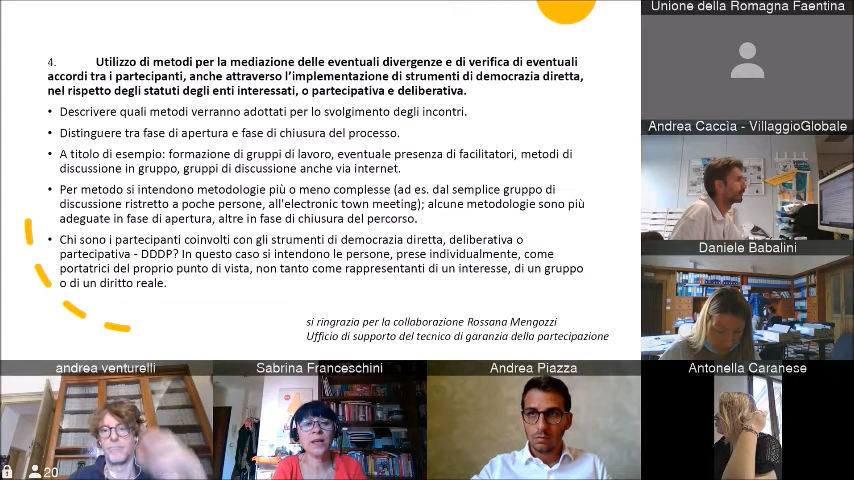 Unione della Romagna Faentina
4. Utilizzo di metodi per la mediazione delle eventuali divergenze e di verifica di eventuali
accordi tra i partecipanti, anche attraverso l'implementazione di strumenti di democrazia diretta,
nel rispetto degli statuti degli enti interessati, o partecipativa e deliberativa.
• Descrivere quali metodi verranno adottati per lo svolgimento degli incontri.
• Distinguere tra fase di apertura e fase di chiusura del processo.
• A titolo di esempio: formazione di gruppi di lavoro, eventuale presenza di facilitatori, metodi di
discussione in gruppo, gruppi di discussione anche via internet.
• Per metodo si intendono metodologie più o meno complesse (ad es. dal semplice gruppo di
discussione ristretto a poche persone, all'electronic town meeting); alcune metodologie sono più
adeguate in fase di apertura, altre in fase di chiusura del percorso.
• Chi sono i partecipanti coinvolti con gli strumenti di democrazia diretta, deliberativa o
partecipativa - DDDP? In questo caso si intendono le persone, prese individualmente, come
portatrici del proprio punto di vista, non tanto come rappresentanti di un interesse, di un gruppo
o di un diritto reale.
si ringrazia per la collaborazione Rossana Mengozzi
Ufficio di supporto del tecnico di garanzia della partecipazione
Andrea Caccìa - VillaggioGlobale
Daniele Babalini
andrea venturelli
Sabrina Franceschini
Andrea Piazza
Antonella Caranese
20